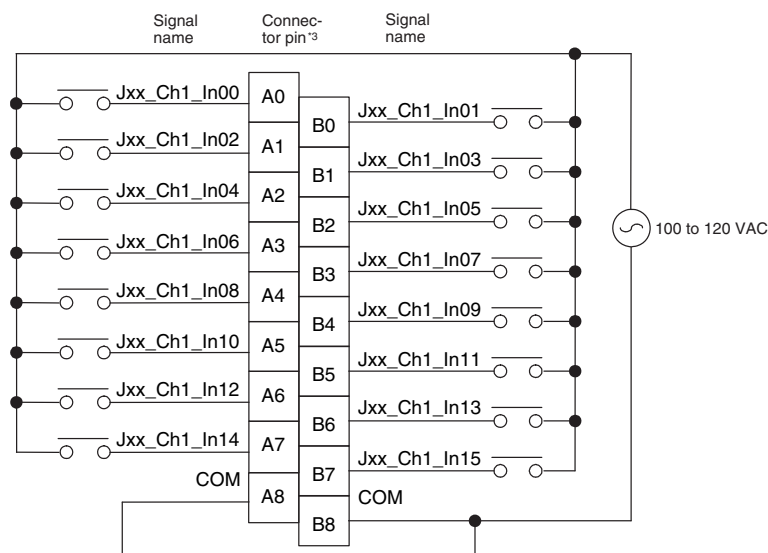 Signal name
Connec-tor pin*3
Signal name
Jxx_Ch1_In00
A0
Jxx_Ch1_In01
B0
Jxx_Ch1_In02
A1
Jxx_Ch1_In03
B1
Jxx_Ch1_In04
A2
Jxx_Ch1_In05
B2
100 to 120 VAC
Jxx_Ch1_In06
A3
Jxx_Ch1_In07
B3
Jxx_Ch1_In08
A4
Jxx_Ch1_In09
B4
Jxx_Ch1_In10
A5
Jxx_Ch1_In11
B5
Jxx_Ch1_In12
A6
Jxx_Ch1_In13
B6
Jxx_Ch1_In14
A7
Jxx_Ch1_In15
B7
COM
A8
COM
B8